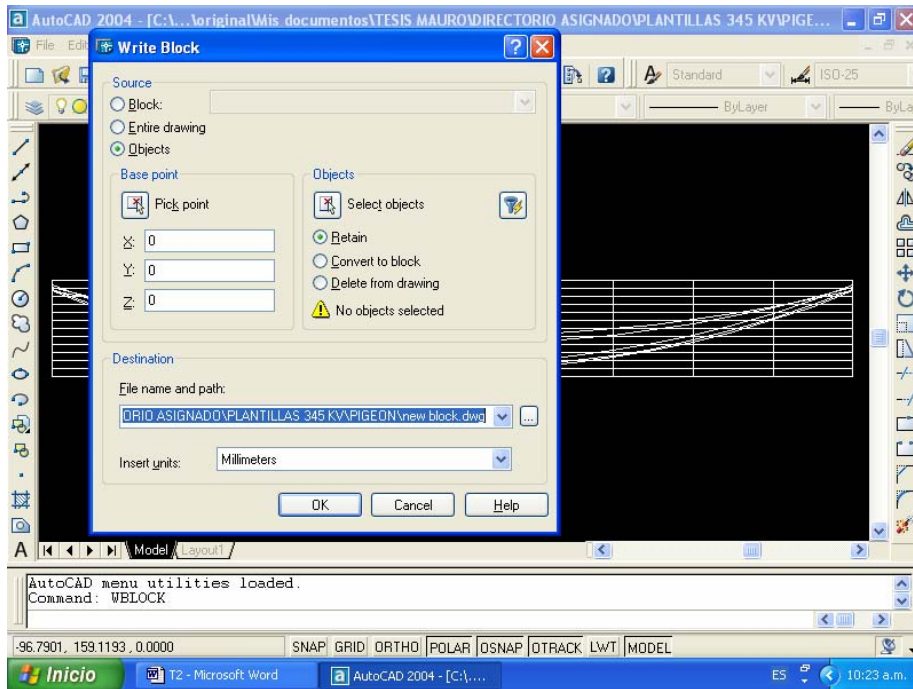 AutoCAD 2004 - [C:\...\original\Mis documentos\TESIS MAURO\DIRECTORIO ASIGNADO\PLANTILLAS 345 KV\PIGE...
File Edi
Write Block
Standard
ISO-25
ByLayer
ByLa
Source
Block:
Entire drawing
Objects
Base point
Pick point
X: 0
Y: 0
Z: 0
Objects
Select objects
Retain
Convert to block
Delete from drawing
No objects selected
Destination
File name and path:
ORIO ASIGNADO\PLANTILLAS 345 KV\PIGEON\new block.dwg
...
Insert units: Millimeters
OK Cancel Help
A
Model Layout1
AutoCAD menu utilities loaded.
Command: WBLOCK
-96.7901, 159.1193, 0.0000 SNAP GRID ORTHO POLAR OSNAP OTRACK LWT MODEL
Inicio T2 - Microsoft Word AutoCAD 2004 - [C:\.... ES 10:23 a.m.